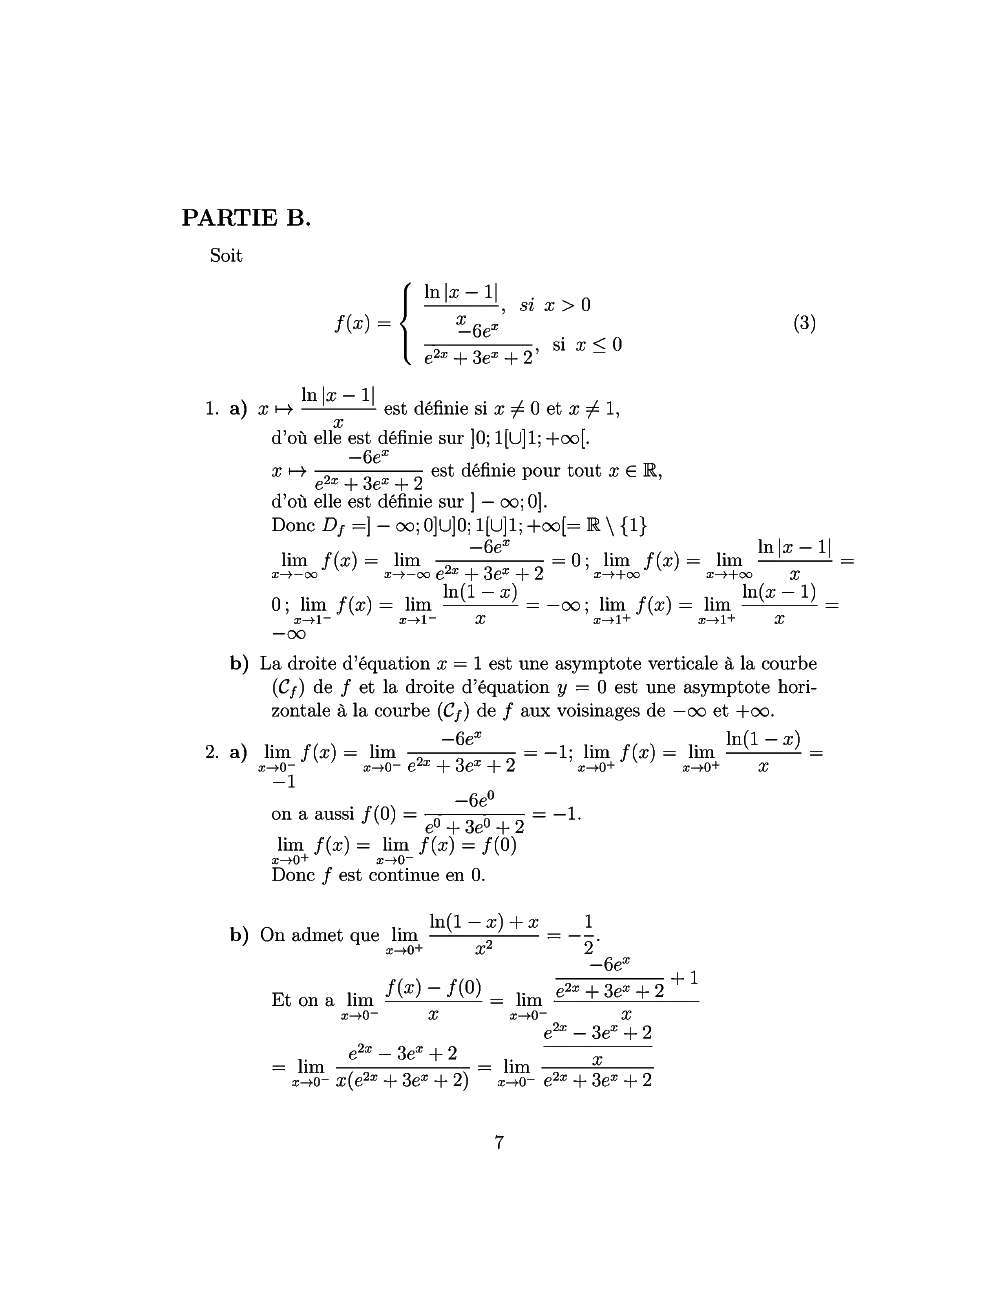 PARTIE B.
Soit
f(x) = { ln|x − 1| / x, si x > 0
−6e^x / (e^{2x} + 3e^x + 2), si x ≤ 0 (3)
1. a) x ↦ ln|x − 1| / x est définie si x ≠ 0 et x ≠ 1,
d'où elle est définie sur ]0; 1[∪]1; +∞[.
x ↦ −6e^x / (e^{2x} + 3e^x + 2) est définie pour tout x ∈ ℝ,
d'où elle est définie sur ] − ∞; 0].
Donc D_f =] − ∞; 0]∪]0; 1[∪]1; +∞[= ℝ \ {1}
lim_{x→−∞} f(x) = lim_{x→−∞} −6e^x / (e^{2x} + 3e^x + 2) = 0 ; lim_{x→+∞} f(x) = lim_{x→+∞} ln|x − 1| / x =
0 ; lim_{x→1^−} f(x) = lim_{x→1^−} ln(1 − x) / x = −∞ ; lim_{x→1^+} f(x) = lim_{x→1^+} ln(x − 1) / x =
−∞
b) La droite d'équation x = 1 est une asymptote verticale à la courbe
(C_f) de f et la droite d'équation y = 0 est une asymptote hori-
zontale à la courbe (C_f) de f aux voisinages de −∞ et +∞.
2. a) lim_{x→0^−} f(x) = lim_{x→0^−} −6e^x / (e^{2x} + 3e^x + 2) = −1; lim_{x→0^+} f(x) = lim_{x→0^+} ln(1 − x) / x =
−1
on a aussi f(0) = −6e^0 / (e^0 + 3e^0 + 2) = −1.
lim_{x→0^+} f(x) = lim_{x→0^−} f(x) = f(0)
Donc f est continue en 0.
b) On admet que lim_{x→0^+} (ln(1 − x) + x) / x^2 = −1/2.
Et on a lim_{x→0^−} (f(x) − f(0)) / x = lim_{x→0^−} (−6e^x / (e^{2x} + 3e^x + 2) + 1) / x
= lim_{x→0^−} (e^{2x} − 3e^x + 2) / (x(e^{2x} + 3e^x + 2)) = lim_{x→0^−} ((e^{2x} − 3e^x + 2) / x) / (e^{2x} + 3e^x + 2)
7